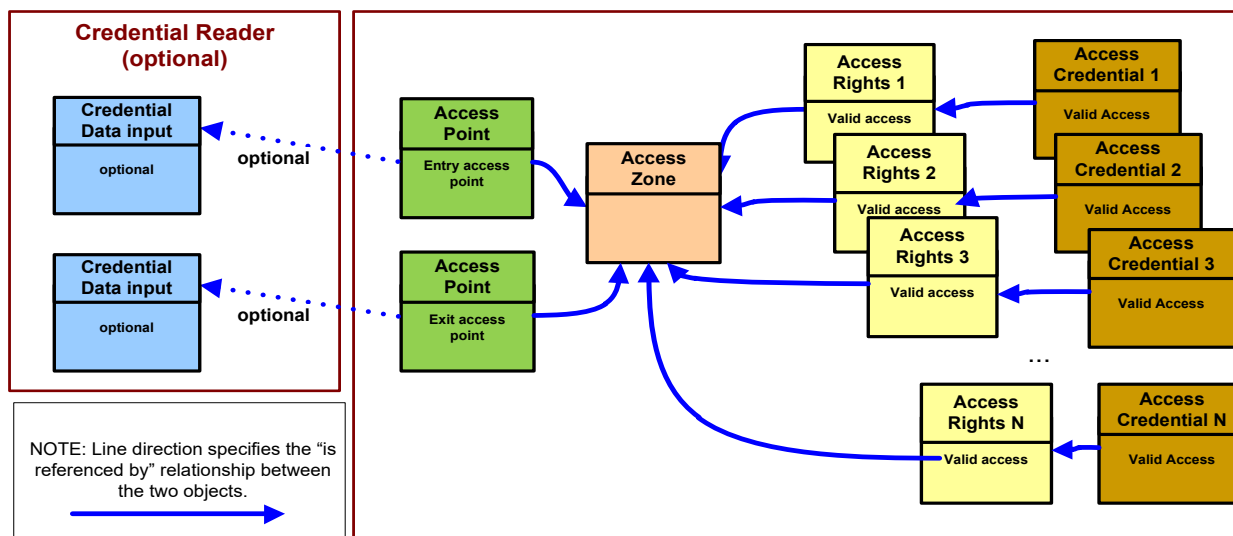 Credential Reader
(optional)
Credential
Data input
optional
optional
Credential
Data input
optional
optional
NOTE: Line direction specifies the “is
referenced by” relationship between
the two objects.
Access
Point
Entry access
point
Access
Point
Exit access
point
Access
Zone
Access
Rights 1
Valid access
Access
Rights 2
Valid access
Access
Rights 3
Valid access
Access
Credential 1
Valid Access
Access
Credential 2
Valid Access
Access
Credential 3
Valid Access
...
Access
Rights N
Valid access
Access
Credential N
Valid Access